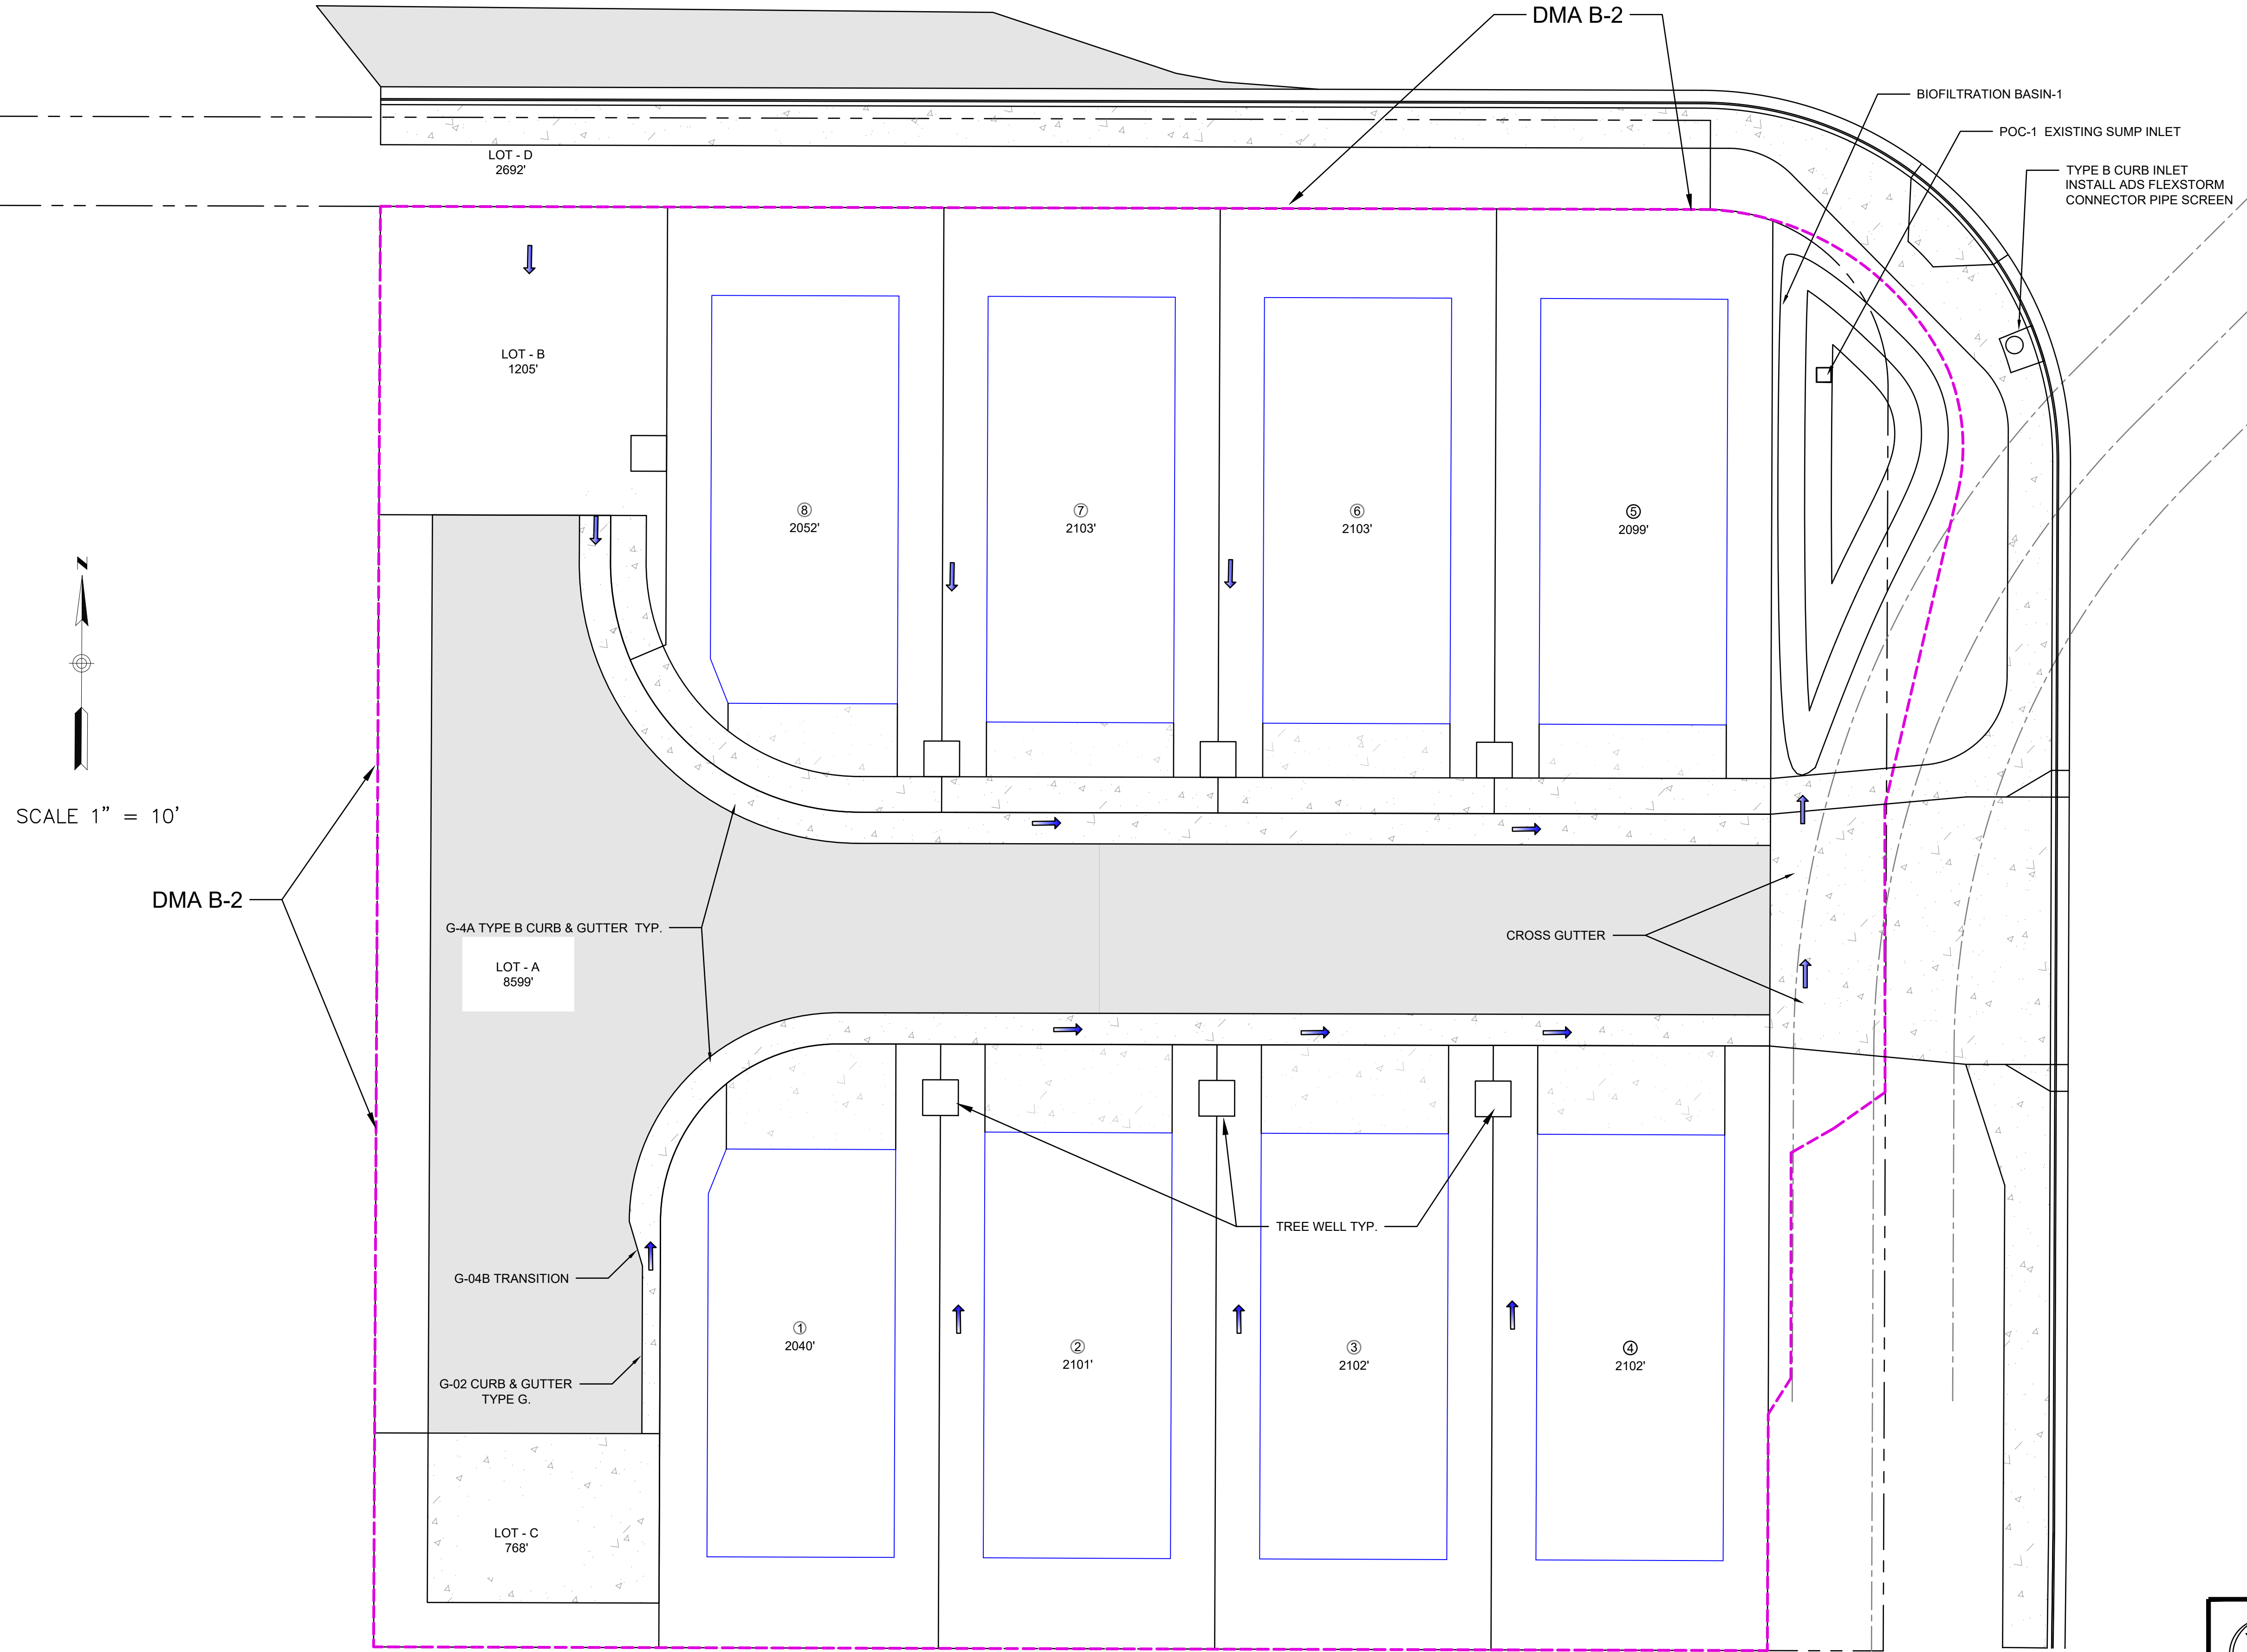 DMA B-2
BIOFILTRATION BASIN-1
POC-1 EXISTING SUMP INLET
TYPE B CURB INLET
INSTALL ADS FLEXSTORM
CONNECTOR PIPE SCREEN
LOT - D
2692'
LOT - B
1205'
8
2052'
7
2103'
6
2103'
5
2099'
N
SCALE 1" = 10'
DMA B-2
G-4A TYPE B CURB & GUTTER TYP.
CROSS GUTTER
LOT - A
8599'
TREE WELL TYP.
G-04B TRANSITION
1
2040'
2
2101'
3
2102'
4
2102'
G-02 CURB & GUTTER
TYPE G.
LOT - C
768'